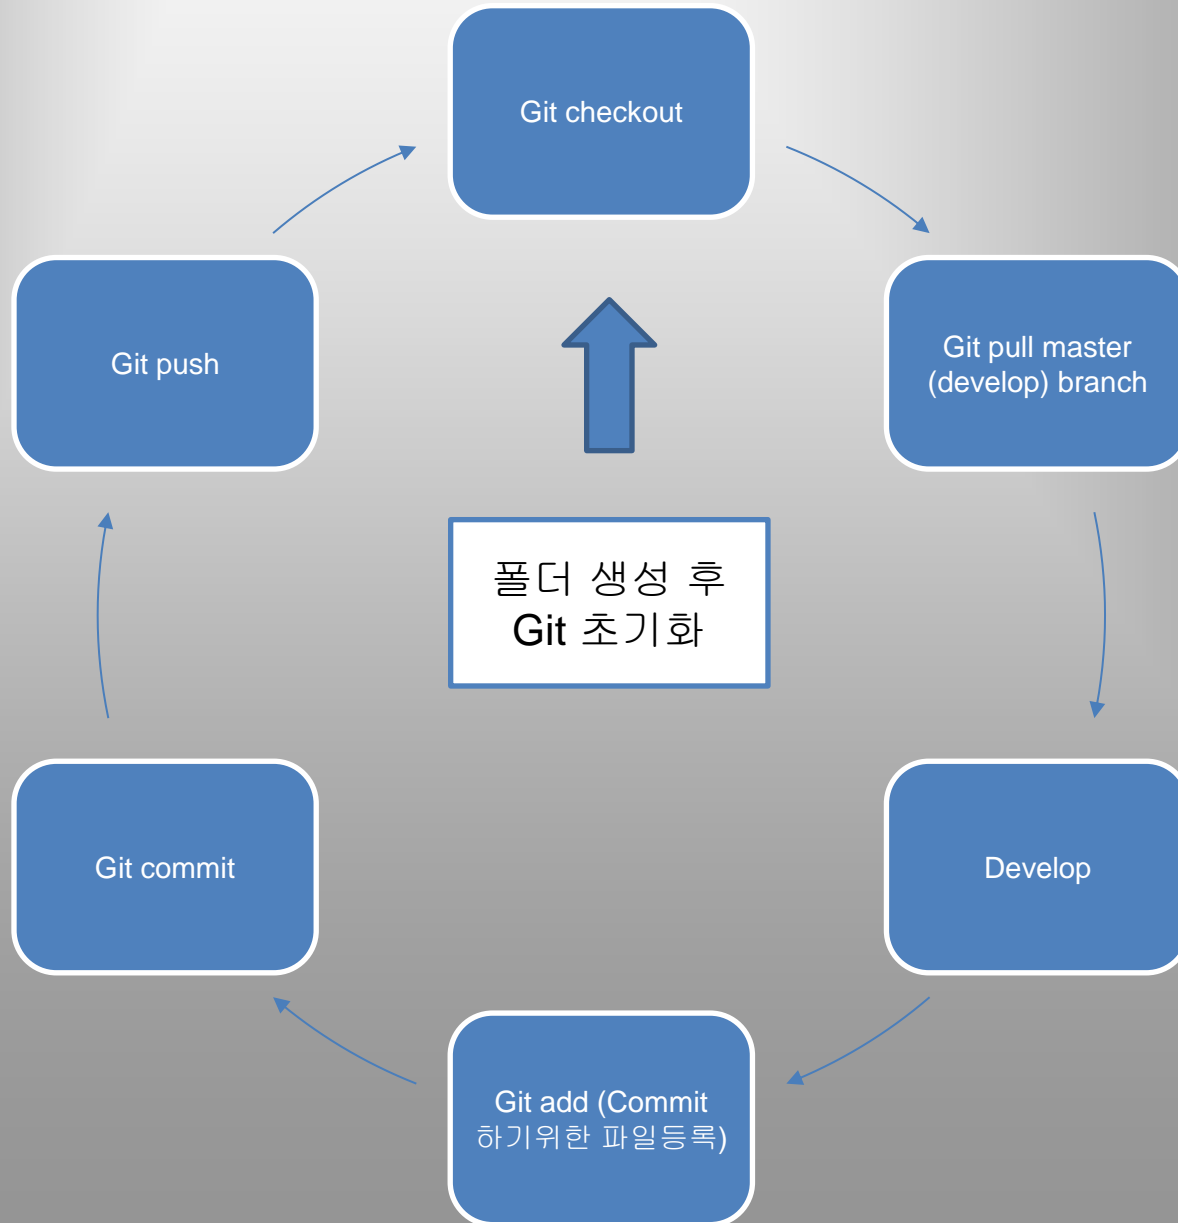 Git checkout
Git pull master
(develop) branch
Develop
Git add (Commit
하기위한 파일등록)
Git commit
Git push
폴더 생성 후
Git 초기화